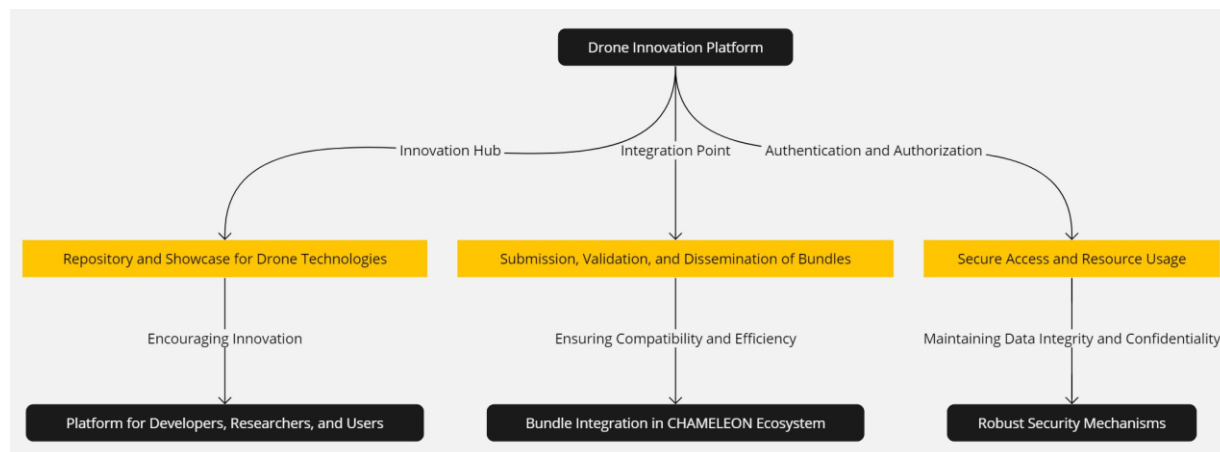 Drone Innovation Platform
Innovation Hub
Integration Point
Authentication and Authorization
Repository and Showcase for Drone Technologies
Submission, Validation, and Dissemination of Bundles
Secure Access and Resource Usage
Encouraging Innovation
Ensuring Compatibility and Efficiency
Maintaining Data Integrity and Confidentiality
Platform for Developers, Researchers, and Users
Bundle Integration in CHAMELEON Ecosystem
Robust Security Mechanisms